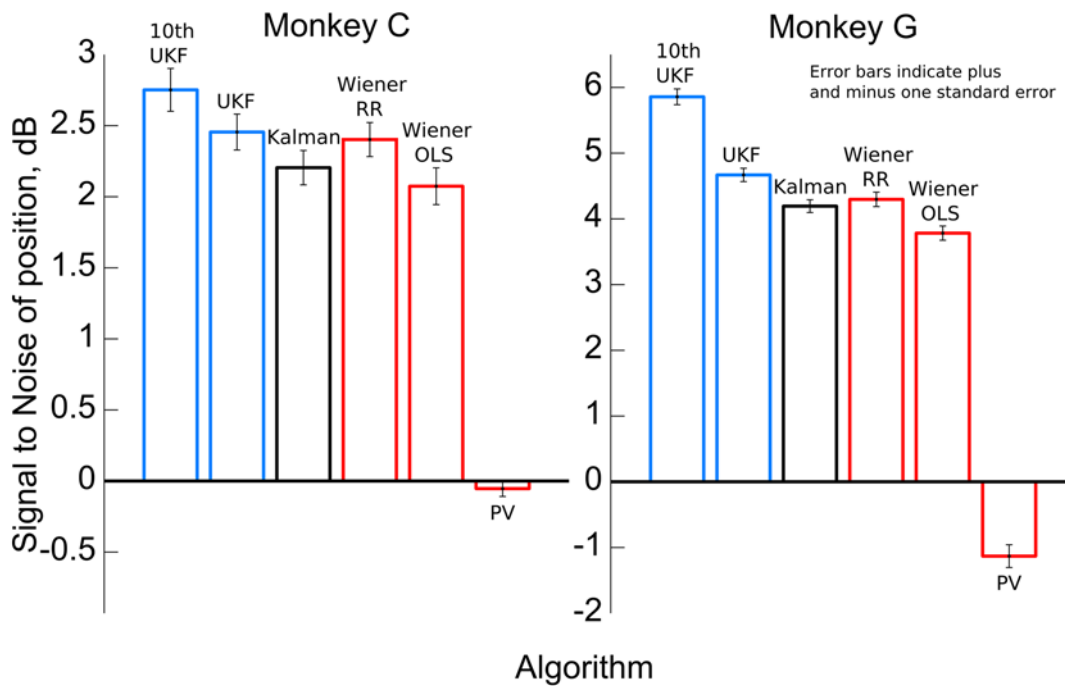 Monkey C
Signal to Noise of position, dB
3
2.5
2
1.5
1
0.5
0
-0.5
10th
UKF
UKF
Kalman
Wiener
RR
Wiener
OLS
PV
Monkey G
Error bars indicate plus
and minus one standard error
6
5
4
3
2
1
0
-1
-2
10th
UKF
UKF
Kalman
Wiener
RR
Wiener
OLS
PV
Algorithm